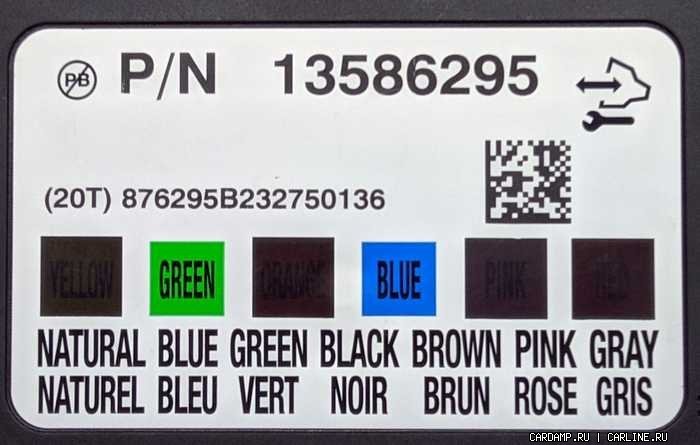 PB P/N 13586295
(20T) 876295B232750136
YELLOW GREEN ORANGE BLUE PINK RED
NATURAL BLUE GREEN BLACK BROWN PINK GRAY
NATUREL BLEU VERT NOIR BRUN ROSE GRIS
CARDAMP.RU | CARLINE.RU